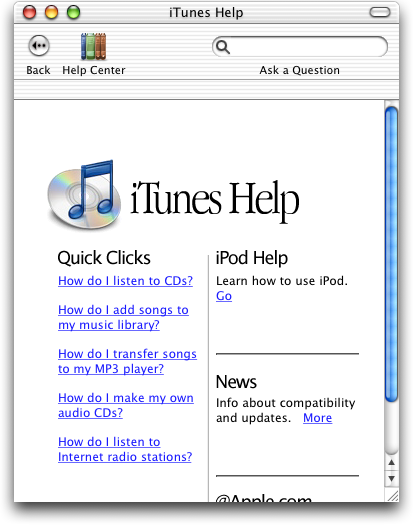 iTunes Help
Back
Help Center
Ask a Question
iTunes Help
Quick Clicks
How do I listen to CDs?
How do I add songs to
my music library?
How do I transfer songs
to my MP3 player?
How do I make my own
audio CDs?
How do I listen to
Internet radio stations?
iPod Help
Learn how to use iPod.
Go
News
Info about compatibility
and updates. More
@Apple.com